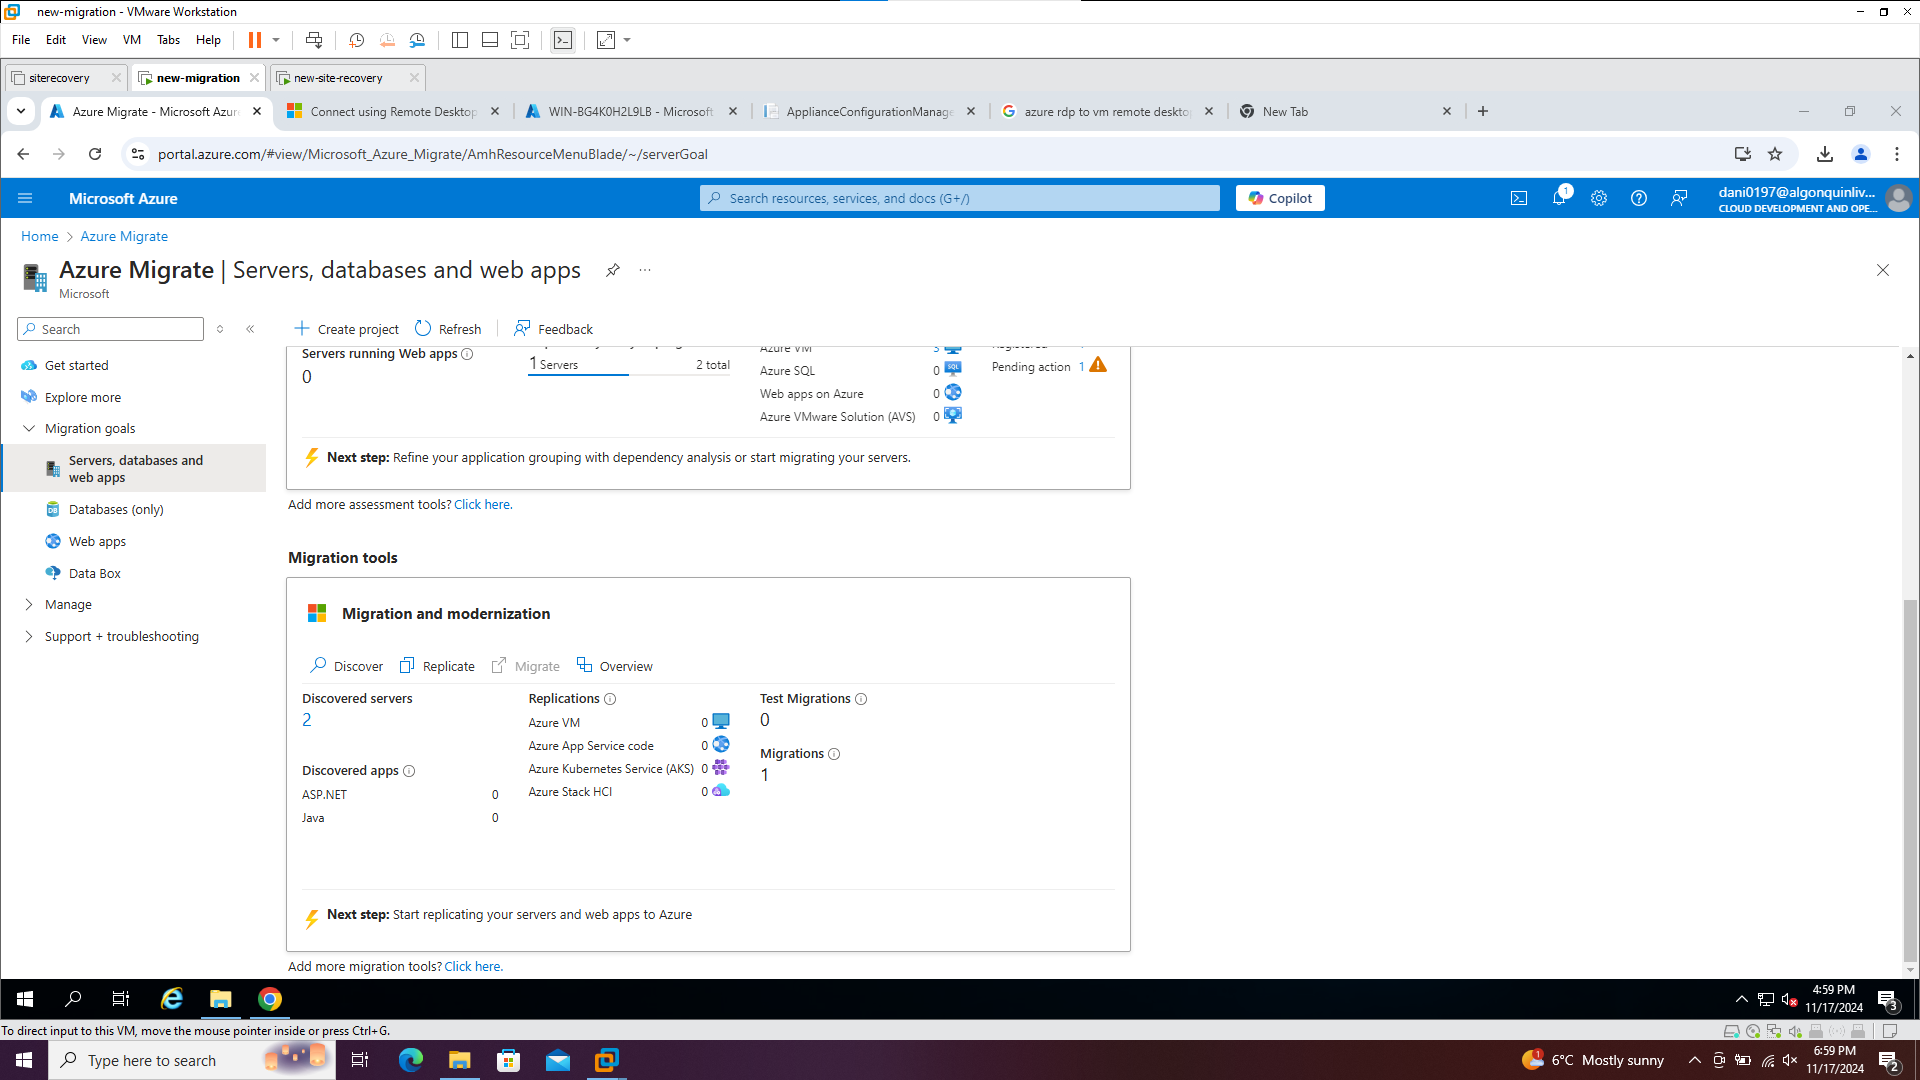 new-migration - VMware Workstation
File Edit View VM Tabs Help
siterecovery
new-migration
new-site-recovery
Azure Migrate - Microsoft Azur
Connect using Remote Desktop
WIN-BG4K0H2L9LB - Microsoft
ApplianceConfigurationManage
azure rdp to vm remote deskto
New Tab
portal.azure.com/#view/Microsoft_Azure_Migrate/AmhResourceMenuBlade/~/serverGoal
Microsoft Azure
Search resources, services, and docs (G+/)
Copilot
1
dani0197@algonquinliv...
CLOUD DEVELOPMENT AND OPE...
Home > Azure Migrate
Azure Migrate | Servers, databases and web apps
Microsoft
Search
Create project
Refresh
Feedback
Get started
Explore more
Migration goals
Servers, databases and
web apps
Databases (only)
Web apps
Data Box
Manage
Support + troubleshooting
Servers running Web apps
0
1 Servers
2 total
Azure VM 3
Azure SQL 0
Web apps on Azure 0
Azure VMware Solution (AVS) 0
Registered
Pending action 1
Next step: Refine your application grouping with dependency analysis or start migrating your servers.
Add more assessment tools? Click here.
Migration tools
Migration and modernization
Discover
Replicate
Migrate
Overview
Discovered servers
2
Discovered apps
ASP.NET 0
Java 0
Replications
Azure VM 0
Azure App Service code 0
Azure Kubernetes Service (AKS) 0
Azure Stack HCI 0
Test Migrations
0
Migrations
1
Next step: Start replicating your servers and web apps to Azure
Add more migration tools? Click here.
4:59 PM
11/17/2024
3
To direct input to this VM, move the mouse pointer inside or press Ctrl+G.
Type here to search
1
6°C Mostly sunny
6:59 PM
11/17/2024
2